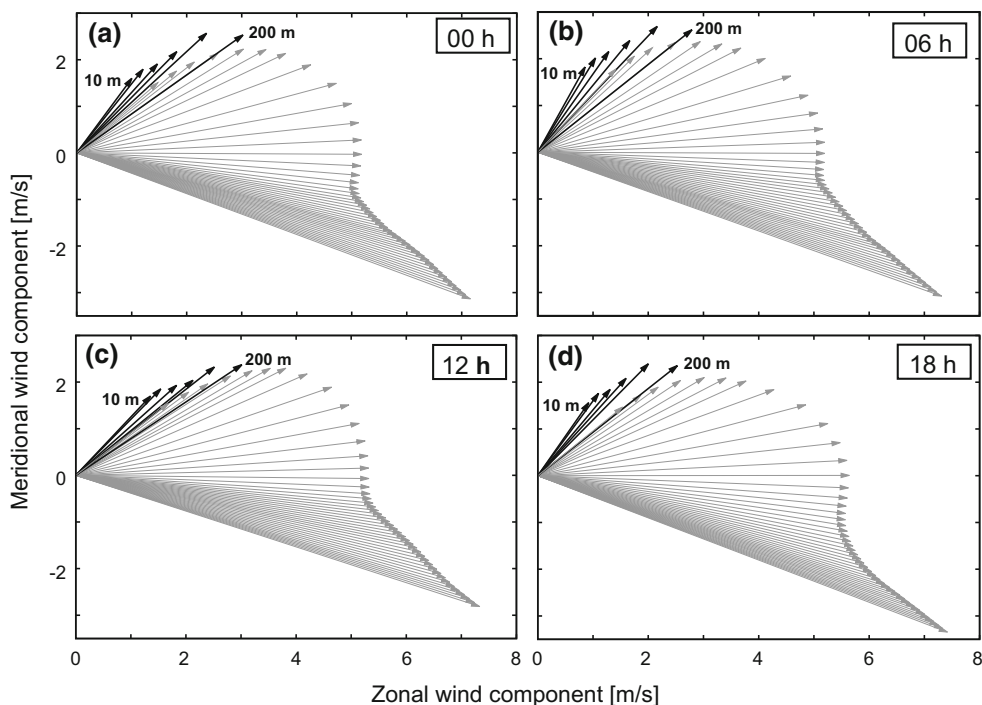 (a)
200 m
00 h
10 m
2
0
-2
(b)
200 m
06 h
10 m
(c)
200 m
12 h
10 m
2
0
-2
0
2
4
6
8
(d)
200 m
18 h
10 m
0
2
4
6
8
Meridional wind component [m/s]
Zonal wind component [m/s]